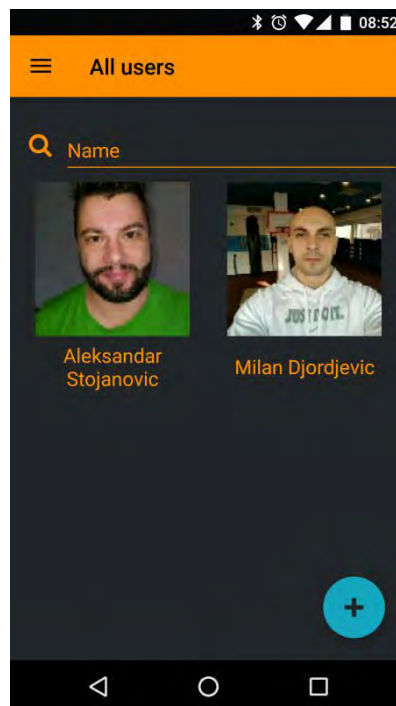 08:52
All users
Name
Aleksandar
Stojanovic
Milan Djordjevic
JUST DO IT.
+